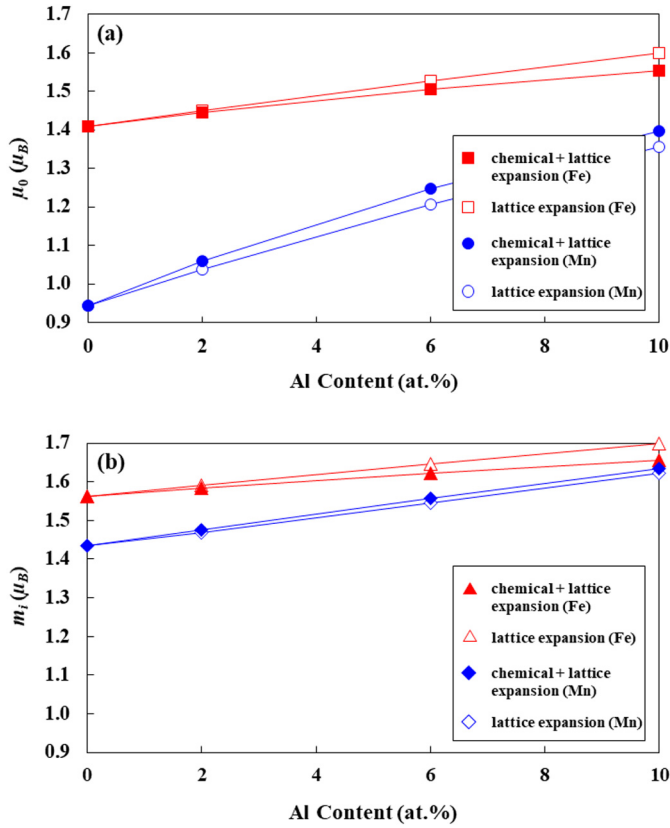 1.7
(a)
1.6
1.5
1.4
1.3
1.2
1.1
1.0
0.9
μ₀ (μ_B)
chemical + lattice
expansion (Fe)
lattice expansion (Fe)
chemical + lattice
expansion (Mn)
lattice expansion (Mn)
0 2 4 6 8 10
Al Content (at.%)
1.7
(b)
1.6
1.5
1.4
1.3
1.2
1.1
1.0
0.9
m_i (μ_B)
chemical + lattice
expansion (Fe)
lattice expansion (Fe)
chemical + lattice
expansion (Mn)
lattice expansion (Mn)
0 2 4 6 8 10
Al Content (at.%)